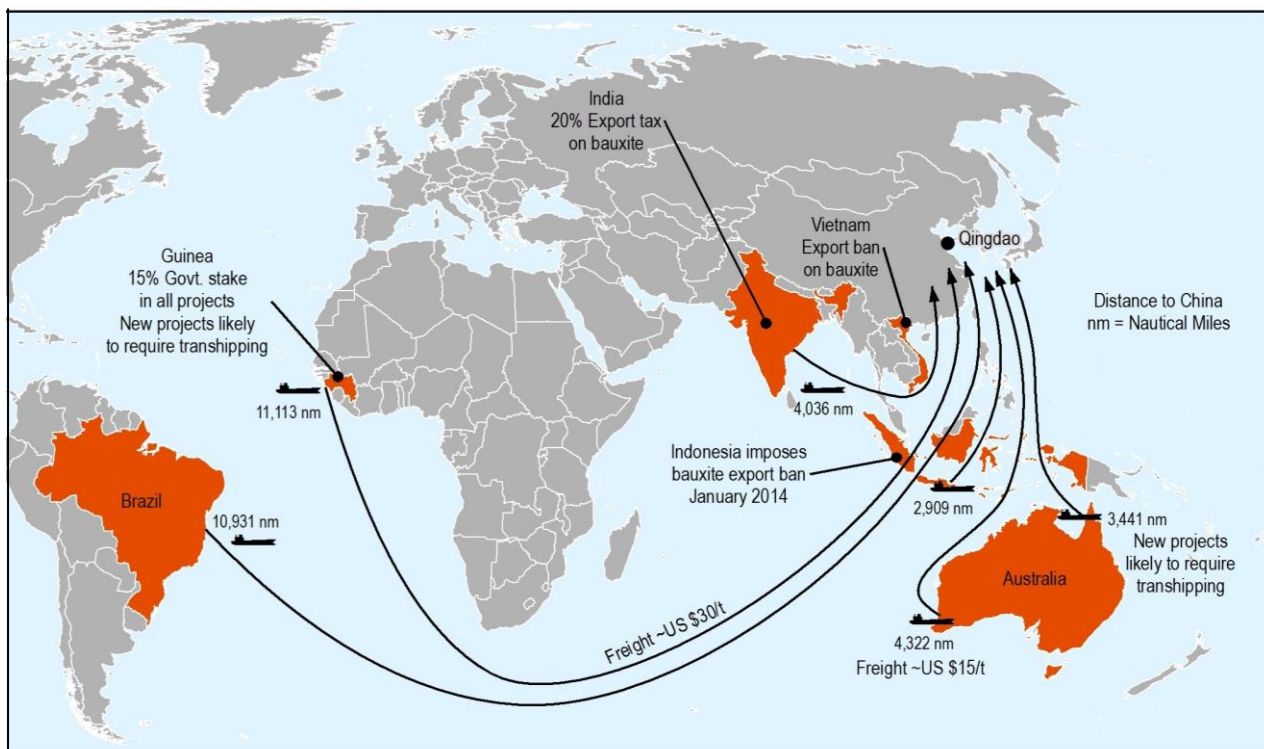 India
20% Export tax
on bauxite
Vietnam
Export ban
on bauxite
Qingdao
Guinea
15% Govt. stake
in all projects
New projects likely
to require transhipping
Distance to China
nm = Nautical Miles
11,113 nm
4,036 nm
Indonesia imposes
bauxite export ban
January 2014
2,909 nm
Brazil
10,931 nm
3,441 nm
New projects
likely to require
transhipping
Australia
Freight ~US $30/t
4,322 nm
Freight ~US $15/t